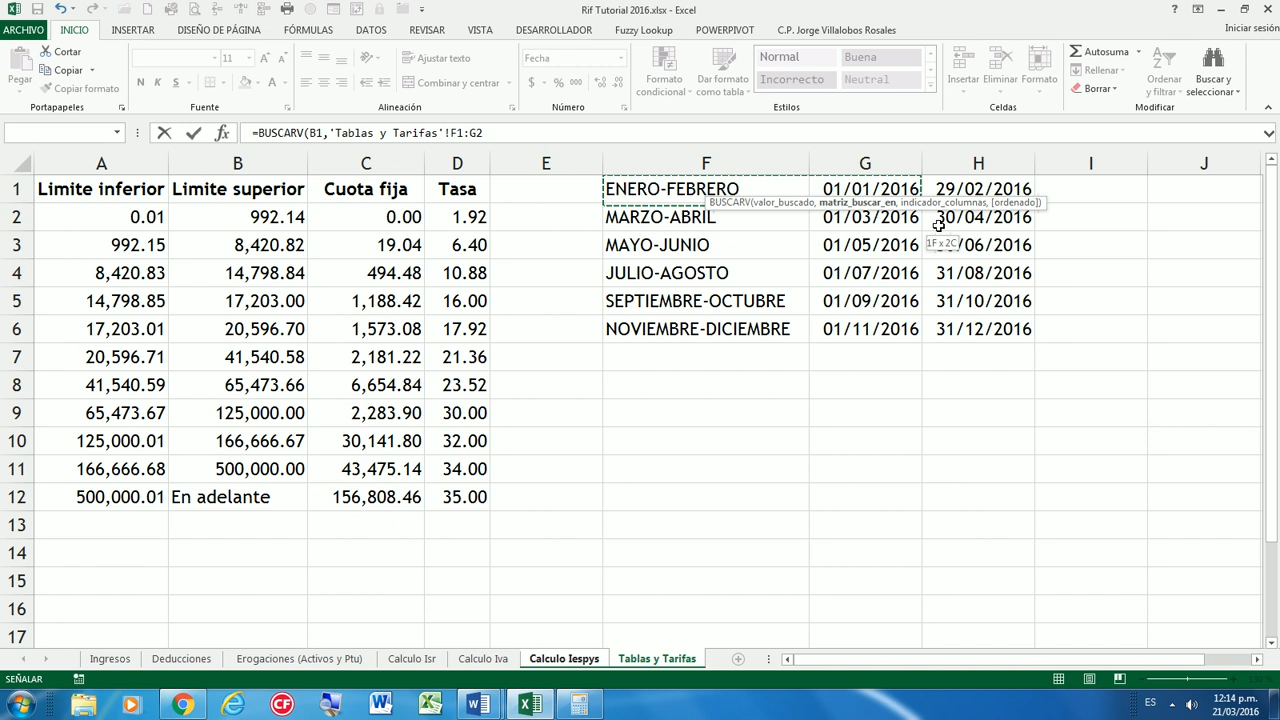 Rif Tutorial 2016.xlsx - Excel
ARCHIVO INICIO INSERTAR DISEÑO DE PÁGINA FÓRMULAS DATOS REVISAR VISTA DESARROLLADOR Fuzzy Lookup POWERPIVOT C.P. Jorge Villalobos Rosales Iniciar sesión
Pegar
Cortar
Copiar
Copiar formato
Portapapeles
11
N K S
Fuente
Ajustar texto
Combinar y centrar
Alineación
Fecha
$ % 000
Número
Formato condicional
Dar formato como tabla
Normal Buena
Incorrecto Neutral
Estilos
Insertar Eliminar Formato
Celdas
Autosuma
Rellenar
Borrar
Ordenar y filtrar
Buscar y seleccionar
Modificar
=BUSCARV(B1,'Tablas y Tarifas'!F1:G2
A B C D E F G H I J
1 Limite inferior Limite superior Cuota fija Tasa ENERO-FEBRERO 01/01/2016 29/02/2016
BUSCARV(valor_buscado, matriz_buscar_en, indicador_columnas, [ordenado])
2 0.01 992.14 0.00 1.92 MARZO-ABRIL 01/03/2016 30/04/2016
3 992.15 8,420.82 19.04 6.40 MAYO-JUNIO 01/05/2016 /06/2016
1F x 2C
4 8,420.83 14,798.84 494.48 10.88 JULIO-AGOSTO 01/07/2016 31/08/2016
5 14,798.85 17,203.00 1,188.42 16.00 SEPTIEMBRE-OCTUBRE 01/09/2016 31/10/2016
6 17,203.01 20,596.70 1,573.08 17.92 NOVIEMBRE-DICIEMBRE 01/11/2016 31/12/2016
7 20,596.71 41,540.58 2,181.22 21.36
8 41,540.59 65,473.66 6,654.84 23.52
9 65,473.67 125,000.00 2,283.90 30.00
10 125,000.01 166,666.67 30,141.80 32.00
11 166,666.68 500,000.00 43,475.14 34.00
12 500,000.01 En adelante 156,808.46 35.00
13
14
15
16
17
Ingresos Deducciones Erogaciones (Activos y Ptu) Calculo Isr Calculo Iva Calculo Iespys Tablas y Tarifas
SEÑALAR
ES 12:14 p.m.
21/03/2016